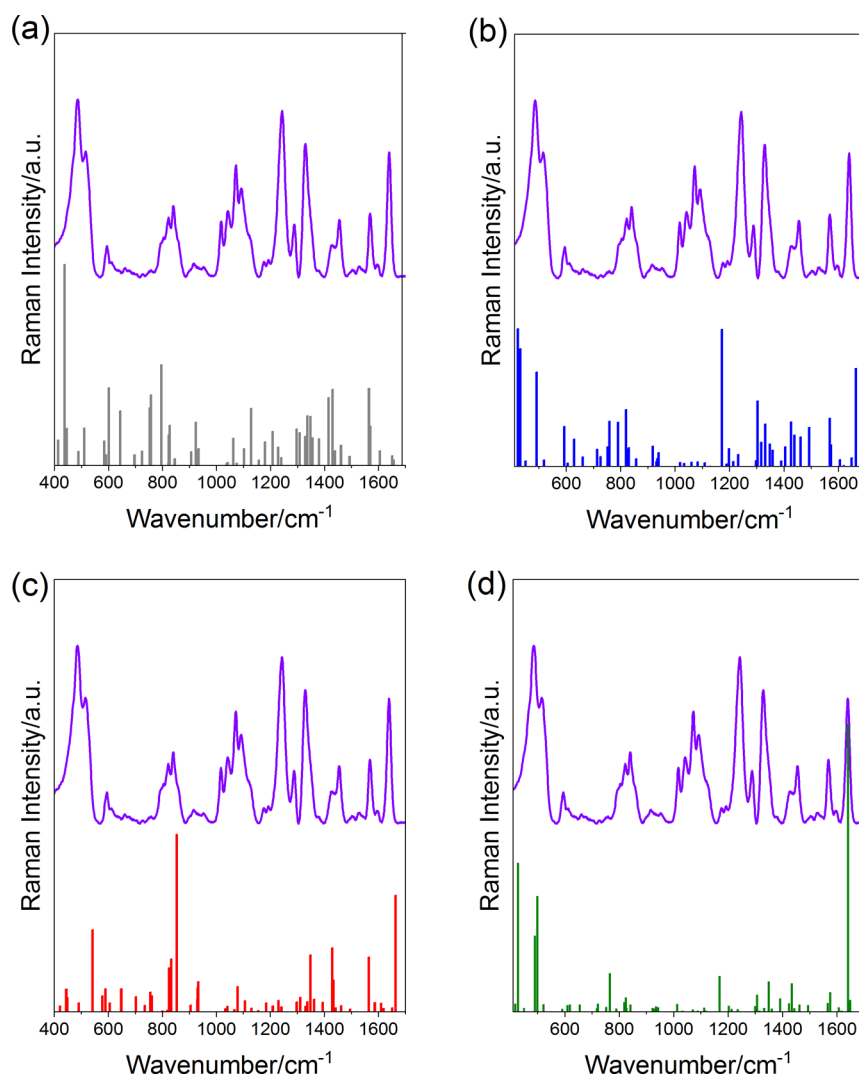 (a)
Raman Intensity/a.u.
400 600 800 1000 1200 1400 1600
Wavenumber/cm⁻¹
(b)
Raman Intensity/a.u.
600 800 1000 1200 1400 1600
Wavenumber/cm⁻¹
(c)
Raman Intensity/a.u.
400 600 800 1000 1200 1400 1600
Wavenumber/cm⁻¹
(d)
Raman Intensity/a.u.
600 800 1000 1200 1400 1600
Wavenumber/cm⁻¹